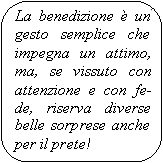 La benedizione è un
gesto semplice che
impegna un attimo,
ma, se vissuto con
attenzione e con fe-
de, riserva diverse
belle sorprese anche
per il prete!